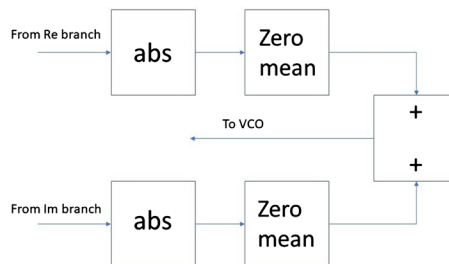 From Re branch
abs
Zero
mean
+
To VCO
+
From Im branch
abs
Zero
mean